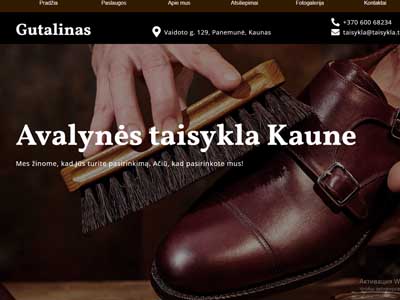 Pradžia Paslaugos Apie mus Atsiliepimai Fotogalerija Kontaktai
Gutalinas
Vaidoto g. 129, Panemunė, Kaunas
+370 600 68234
taisykla@taisykla.t
Avalynės taisykla Kaune
Mes žinome, kad Jūs turite pasirinkimą. Ačiū, kad pasirinkote mus!
Активация W